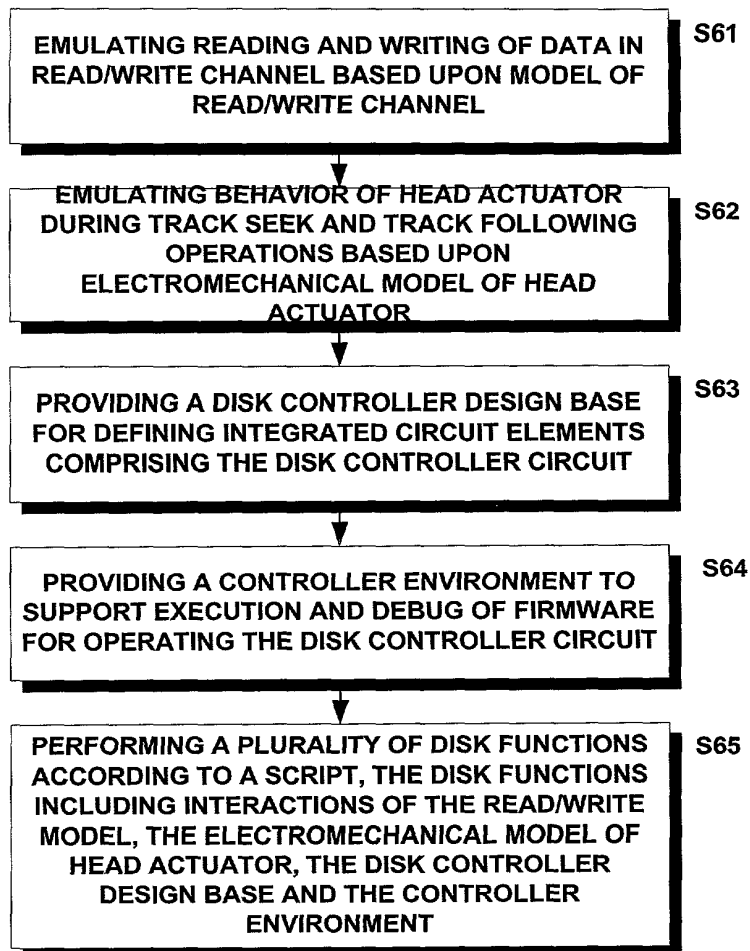 EMULATING READING AND WRITING OF DATA IN
READ/WRITE CHANNEL BASED UPON MODEL OF
READ/WRITE CHANNEL
S61
EMULATING BEHAVIOR OF HEAD ACTUATOR
DURING TRACK SEEK AND TRACK FOLLOWING
OPERATIONS BASED UPON
ELECTROMECHANICAL MODEL OF HEAD
ACTUATOR
S62
PROVIDING A DISK CONTROLLER DESIGN BASE
FOR DEFINING INTEGRATED CIRCUIT ELEMENTS
COMPRISING THE DISK CONTROLLER CIRCUIT
S63
PROVIDING A CONTROLLER ENVIRONMENT TO
SUPPORT EXECUTION AND DEBUG OF FIRMWARE
FOR OPERATING THE DISK CONTROLLER CIRCUIT
S64
PERFORMING A PLURALITY OF DISK FUNCTIONS
ACCORDING TO A SCRIPT, THE DISK FUNCTIONS
INCLUDING INTERACTIONS OF THE READ/WRITE
MODEL, THE ELECTROMECHANICAL MODEL OF
HEAD ACTUATOR, THE DISK CONTROLLER
DESIGN BASE AND THE CONTROLLER
ENVIRONMENT
S65